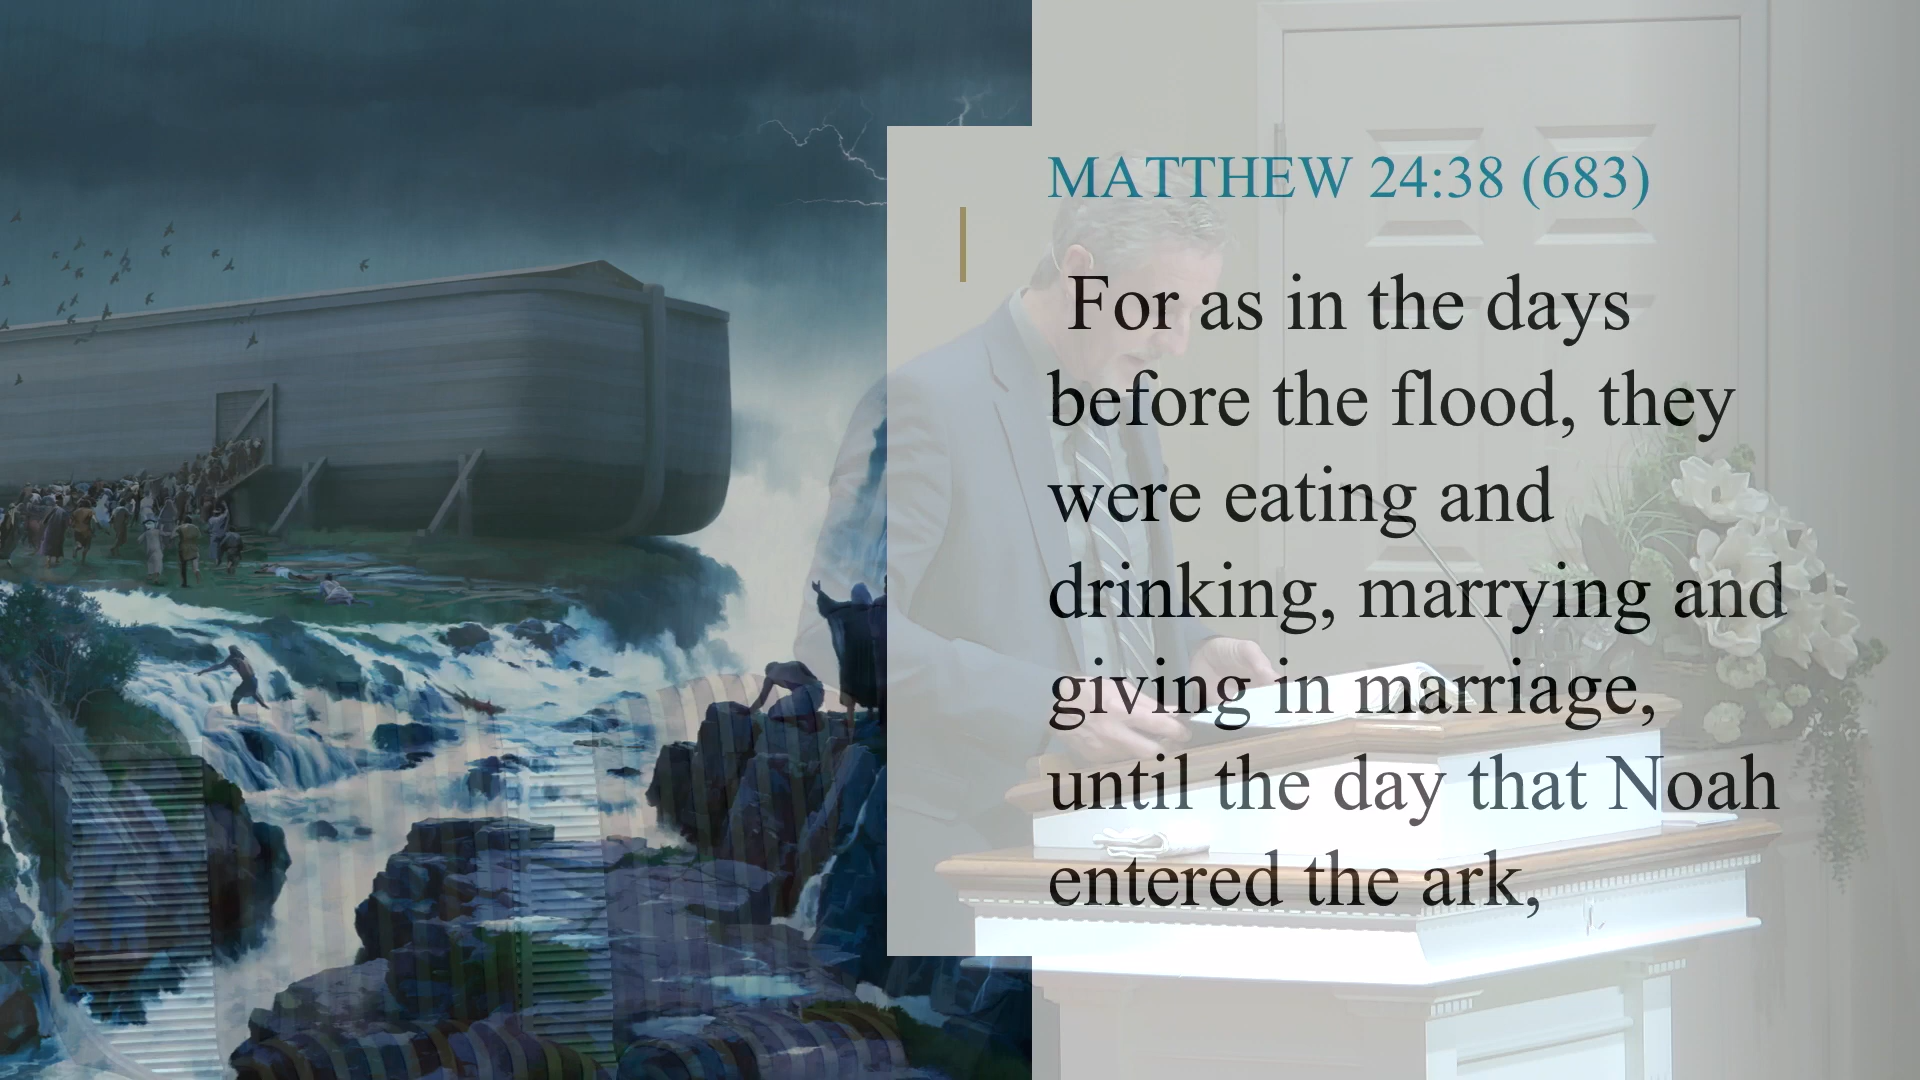 MATTHEW 24:38 (683)
For as in the days
before the flood, they
were eating and
drinking, marrying and
giving in marriage,
until the day that Noah
entered the ark,